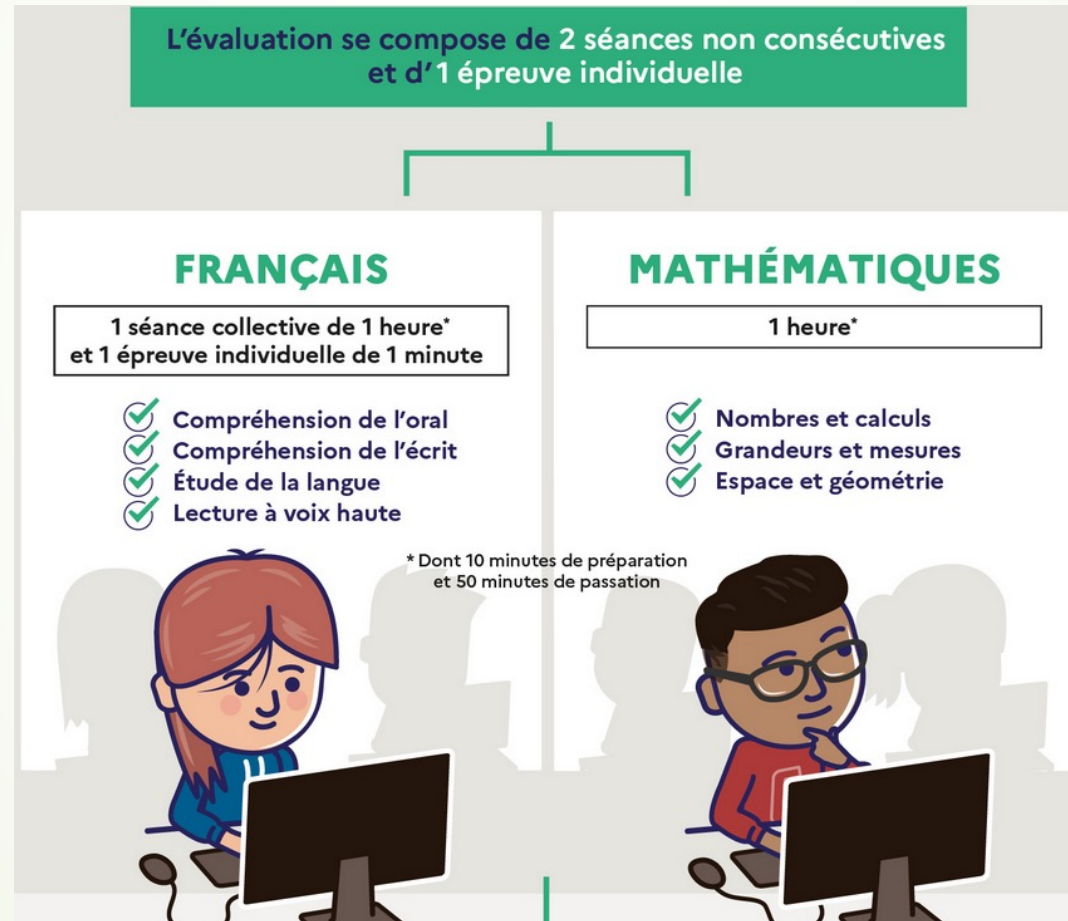 L'évaluation se compose de 2 séances non consécutives
et d'1 épreuve individuelle
FRANÇAIS
1 séance collective de 1 heure*
et 1 épreuve individuelle de 1 minute
Compréhension de l'oral
Compréhension de l'écrit
Étude de la langue
Lecture à voix haute
MATHÉMATIQUES
1 heure*
Nombres et calculs
Grandeurs et mesures
Espace et géométrie
* Dont 10 minutes de préparation
et 50 minutes de passation